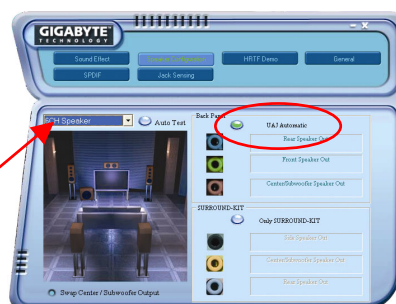 GIGABYTE
TECHNOLOGY
Sound Effect
Speaker Configuration
HRTF Demo
General
SPDIF
Jack Sensing
6CH Speaker
Auto Test
Back Panel
UAJ Automatic
Rear Speaker Out
Front Speaker Out
Center/Subwoofer Speaker Out
SURROUND-KIT
Only SURROUND-KIT
Side Speaker Out
Center/Subwoofer Speaker Out
Rear Speaker Out
Swap Center / Subwoofer Output